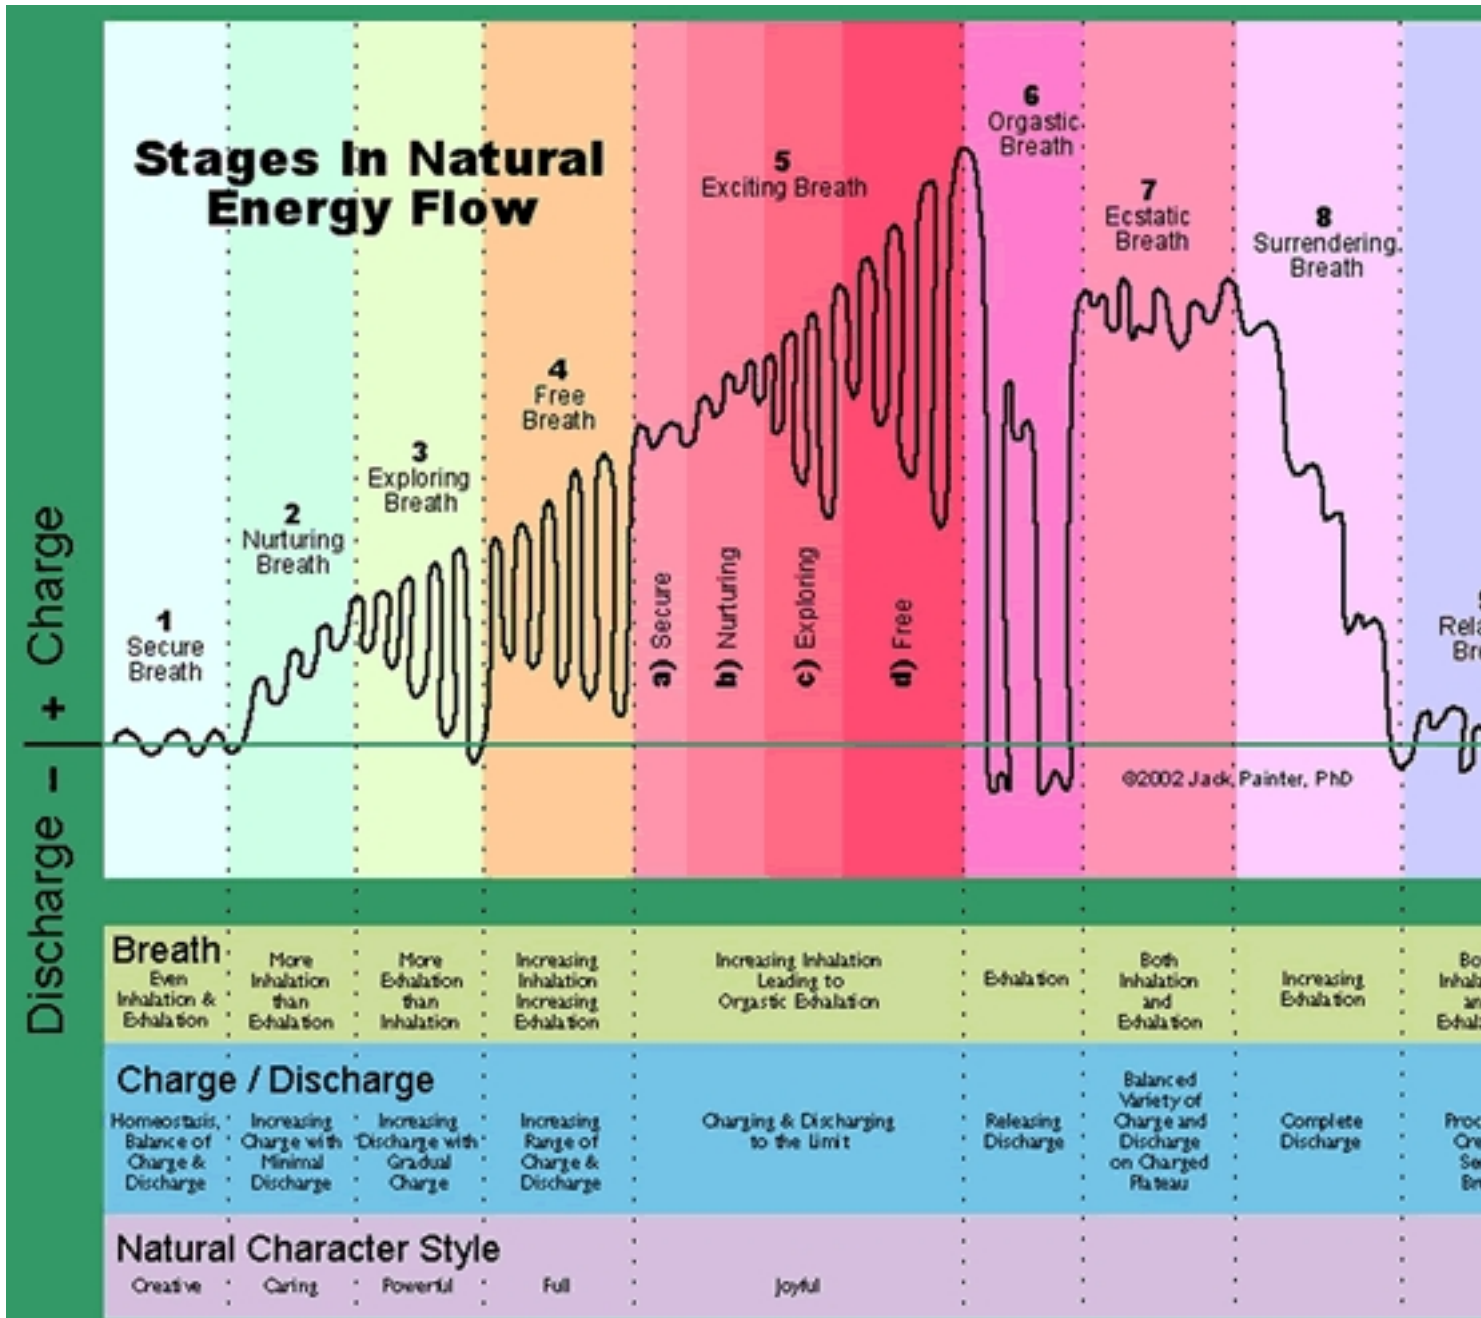 Stages In Natural
Energy Flow
+ Charge
Discharge −
1
Secure
Breath
2
Nurturing
Breath
3
Exploring
Breath
4
Free
Breath
5
Exciting Breath
a) Secure
b) Nurturing
c) Exploring
d) Free
6
Orgastic
Breath
7
Ecstatic
Breath
8
Surrendering
Breath
©2002 Jack Painter, PhD
Breath
Even
Inhalation &
Exhalation
More
Inhalation
than
Exhalation
More
Exhalation
than
Inhalation
Increasing
Inhalation
Increasing
Exhalation
Increasing Inhalation
Leading to
Orgastic Exhalation
Exhalation
Both
Inhalation
and
Exhalation
Increasing
Exhalation
Charge / Discharge
Homeostasis,
Balance of
Charge &
Discharge
Increasing
Charge with
Minimal
Discharge
Increasing
Discharge with
Gradual
Charge
Increasing
Range of
Charge &
Discharge
Charging & Discharging
to the Limit
Releasing
Discharge
Balanced
Variety of
Charge and
Discharge
on Charged
Plateau
Complete
Discharge
Natural Character Style
Creative
Caring
Powerful
Full
Joyful